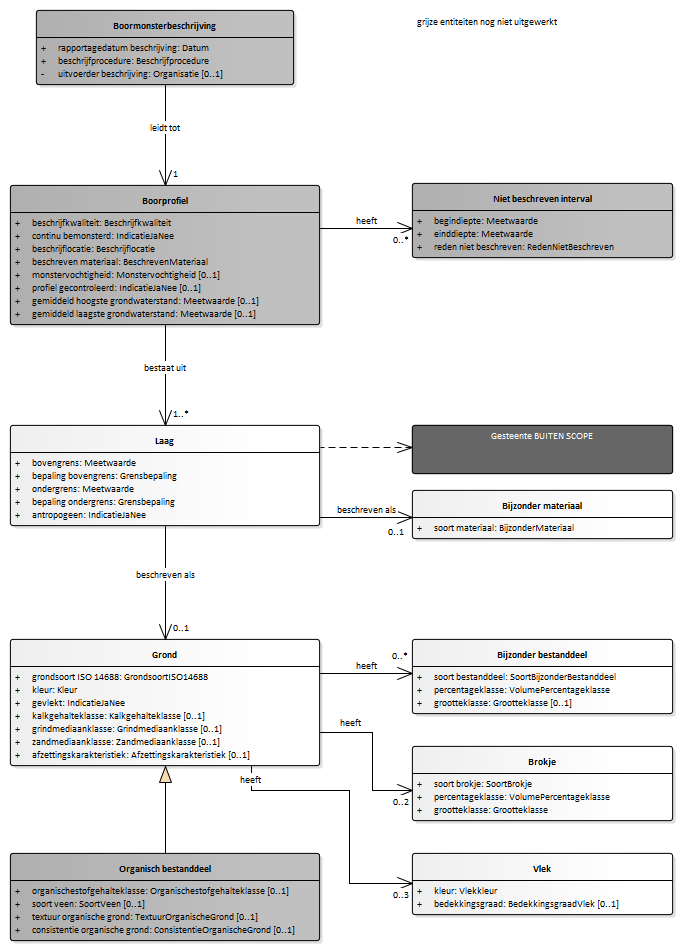 Boormonsterbeschrijving
+ rapportagedatum beschrijving: Datum
+ beschrijfprocedure: Beschrijfprocedure
- uitvoerder beschrijving: Organisatie [0..1]
grijze entiteiten nog niet uitgewerkt
leidt tot
1
Boorprofiel
+ beschrijfkwaliteit: Beschrijfkwaliteit
+ continu bemonsterd: IndicatieJaNee
+ beschrijflocatie: Beschrijflocatie
+ beschreven materiaal: BeschrevenMateriaal
+ monstervochtigheid: Monstervochtigheid [0..1]
+ profiel gecontroleerd: IndicatieJaNee [0..1]
+ gemiddeld hoogste grondwaterstand: Meetwaarde [0..1]
+ gemiddeld laagste grondwaterstand: Meetwaarde [0..1]
heeft
0..*
Niet beschreven interval
+ begindiepte: Meetwaarde
+ einddiepte: Meetwaarde
+ reden niet beschreven: RedenNietBeschreven
bestaat uit
1..*
Laag
+ bovengrens: Meetwaarde
+ bepaling bovengrens: Grensbepaling
+ ondergrens: Meetwaarde
+ bepaling ondergrens: Grensbepaling
+ antropogeen: IndicatieJaNee
Gesteente BUITEN SCOPE
beschreven als
0..1
Bijzonder materiaal
+ soort materiaal: BijzonderMateriaal
beschreven als
0..1
Grond
+ grondsoort ISO 14688: GrondsoortISO14688
+ kleur: Kleur
+ gevlekt: IndicatieJaNee
+ kalkgehalteklasse: Kalkgehalteklasse [0..1]
+ grindmediaanklasse: Grindmediaanklasse [0..1]
+ zandmediaanklasse: Zandmediaanklasse [0..1]
+ afzettingskarakteristiek: Afzettingskarakteristiek [0..1]
heeft
0..*
Bijzonder bestanddeel
+ soort bestanddeel: SoortBijzonderBestanddeel
+ percentageklasse: VolumePercentageklasse
+ grootteklasse: Grootteklasse [0..1]
heeft
0..2
Brokje
+ soort brokje: SoortBrokje
+ percentageklasse: VolumePercentageklasse
+ grootteklasse: Grootteklasse
heeft
0..3
Vlek
+ kleur: Vlekkleur
+ bedekkingsgraad: BedekkingsgraadVlek [0..1]
Organisch bestanddeel
+ organischestofgehalteklasse: Organischestofgehalteklasse [0..1]
+ soort veen: SoortVeen [0..1]
+ textuur organische grond: TextuurOrganischeGrond [0..1]
+ consistentie organische grond: ConsistentieOrganischeGrond [0..1]